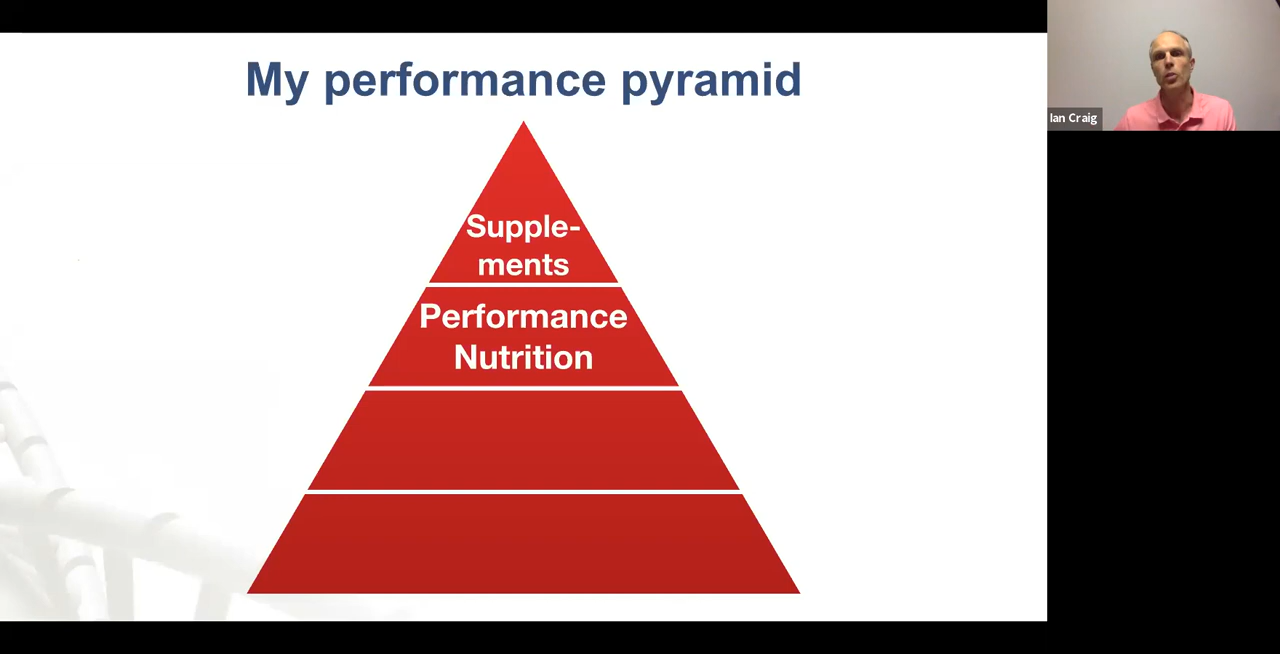 My performance pyramid
Supple-
ments
Performance
Nutrition
Ian Craig